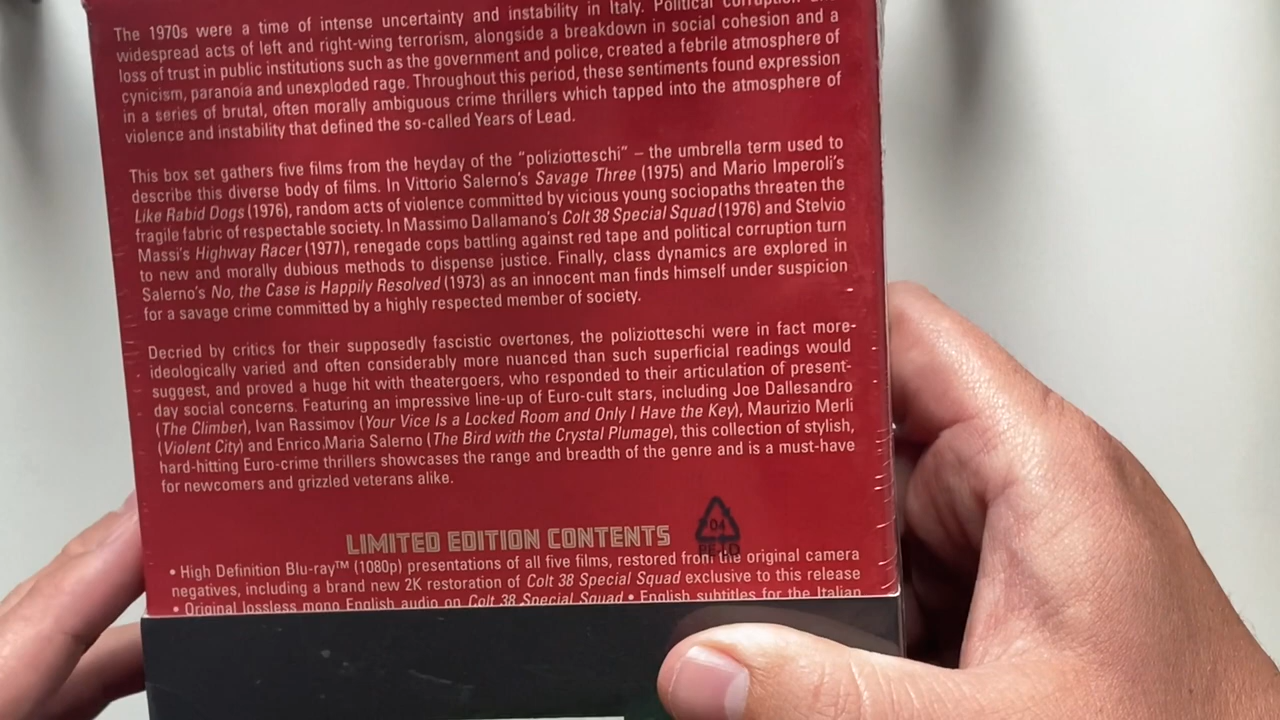 The 1970s were a time of intense uncertainty and instability in Italy. Political corruption and
widespread acts of left and right-wing terrorism, alongside a breakdown in social cohesion and a
loss of trust in public institutions such as the government and police, created a febrile atmosphere of
cynicism, paranoia and unexploded rage. Throughout this period, these sentiments found expression
in a series of brutal, often morally ambiguous crime thrillers which tapped into the atmosphere of
violence and instability that defined the so-called Years of Lead.
This box set gathers five films from the heyday of the “poliziotteschi” – the umbrella term used to
describe this diverse body of films. In Vittorio Salerno's Savage Three (1975) and Mario Imperoli's
Like Rabid Dogs (1976), random acts of violence committed by vicious young sociopaths threaten the
fragile fabric of respectable society. In Massimo Dallamano's Colt 38 Special Squad (1976) and Stelvio
Massi's Highway Racer (1977), renegade cops battling against red tape and political corruption turn
to new and morally dubious methods to dispense justice. Finally, class dynamics are explored in
Salerno's No, the Case is Happily Resolved (1973) as an innocent man finds himself under suspicion
for a savage crime committed by a highly respected member of society.
Decried by critics for their supposedly fascistic overtones, the poliziotteschi were in fact more-
ideologically varied and often considerably more nuanced than such superficial readings would
suggest, and proved a huge hit with theatergoers, who responded to their articulation of present-
day social concerns. Featuring an impressive line-up of Euro-cult stars, including Joe Dallesandro
(The Climber), Ivan Rassimov (Your Vice Is a Locked Room and Only I Have the Key), Maurizio Merli
(Violent City) and Enrico Maria Salerno (The Bird with the Crystal Plumage), this collection of stylish,
hard-hitting Euro-crime thrillers showcases the range and breadth of the genre and is a must-have
for newcomers and grizzled veterans alike.
04
PE-LD
LIMITED EDITION CONTENTS
• High Definition Blu-ray™ (1080p) presentations of all five films, restored from the original camera
negatives, including a brand new 2K restoration of Colt 38 Special Squad exclusive to this release
• Original lossless mono English audio on Colt 38 Special Squad • English subtitles for the Italian